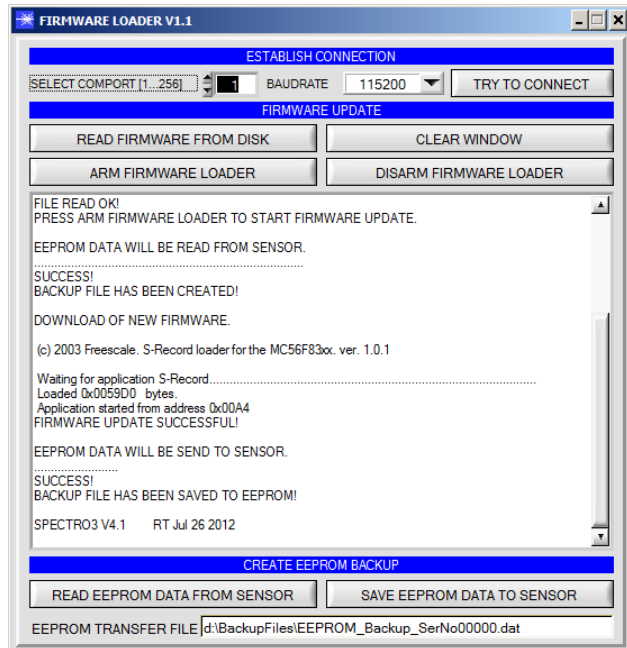 FIRMWARE LOADER V1.1
ESTABLISH CONNECTION
SELECT COMPORT [1...256] 1 BAUDRATE 115200 TRY TO CONNECT
FIRMWARE UPDATE
READ FIRMWARE FROM DISK CLEAR WINDOW
ARM FIRMWARE LOADER DISARM FIRMWARE LOADER
FILE READ OK!
PRESS ARM FIRMWARE LOADER TO START FIRMWARE UPDATE.
EEPROM DATA WILL BE READ FROM SENSOR.
...........................................................................
SUCCESS!
BACKUP FILE HAS BEEN CREATED!
DOWNLOAD OF NEW FIRMWARE.
(c) 2003 Freescale. S-Record loader for the MC56F83xx. ver. 1.0.1
Waiting for application S-Record..........................................................................................
Loaded 0x0059D0 bytes.
Application started from address 0x00A4
FIRMWARE UPDATE SUCCESSFUL!
EEPROM DATA WILL BE SEND TO SENSOR.
.......................
SUCCESS!
BACKUP FILE HAS BEEN SAVED TO EEPROM!
SPECTRO3 V4.1 RT Jul 26 2012
CREATE EEPROM BACKUP
READ EEPROM DATA FROM SENSOR SAVE EEPROM DATA TO SENSOR
EEPROM TRANSFER FILE d:\BackupFiles\EEPROM_Backup_SerNo00000.dat